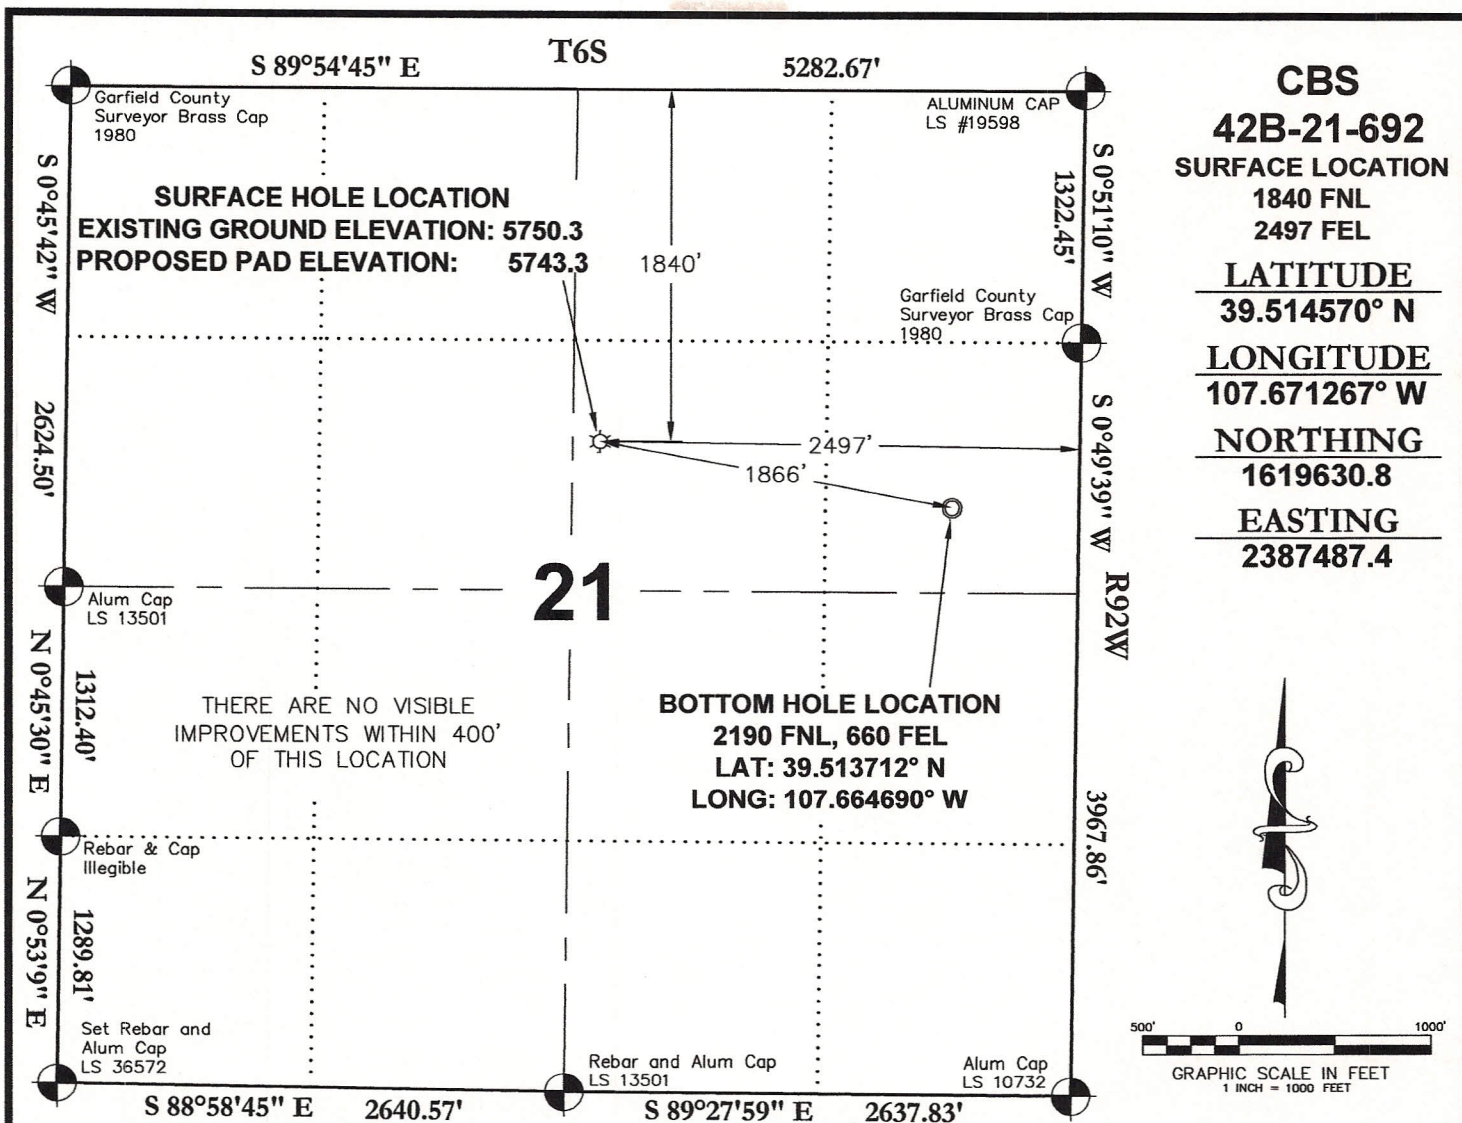 T6S
S 89°54'45" E
5282.67'
Garfield County
Surveyor Brass Cap
1980
ALUMINUM CAP
LS #19598
S 0°45'42" W
2624.50'
SURFACE HOLE LOCATION
EXISTING GROUND ELEVATION: 5750.3
PROPOSED PAD ELEVATION: 5743.3
1840'
1322.45'
S 0°51'10" W
Garfield County
Surveyor Brass Cap
1980
2497'
1866'
S 0°49'39" W
21
R92W
Alum Cap
LS 13501
N 0°45'30" E
1312.40'
THERE ARE NO VISIBLE
IMPROVEMENTS WITHIN 400'
OF THIS LOCATION
BOTTOM HOLE LOCATION
2190 FNL, 660 FEL
LAT: 39.513712° N
LONG: 107.664690° W
3967.86'
Rebar & Cap
Illegible
N 0°53'9" E
1289.81'
Set Rebar and
Alum Cap
LS 36572
Rebar and Alum Cap
LS 13501
Alum Cap
LS 10732
S 88°58'45" E
2640.57'
S 89°27'59" E
2637.83'
CBS
42B-21-692
SURFACE LOCATION
1840 FNL
2497 FEL
LATITUDE
39.514570° N
LONGITUDE
107.671267° W
NORTHING
1619630.8
EASTING
2387487.4
500' 0 1000'
GRAPHIC SCALE IN FEET
1 INCH = 1000 FEET